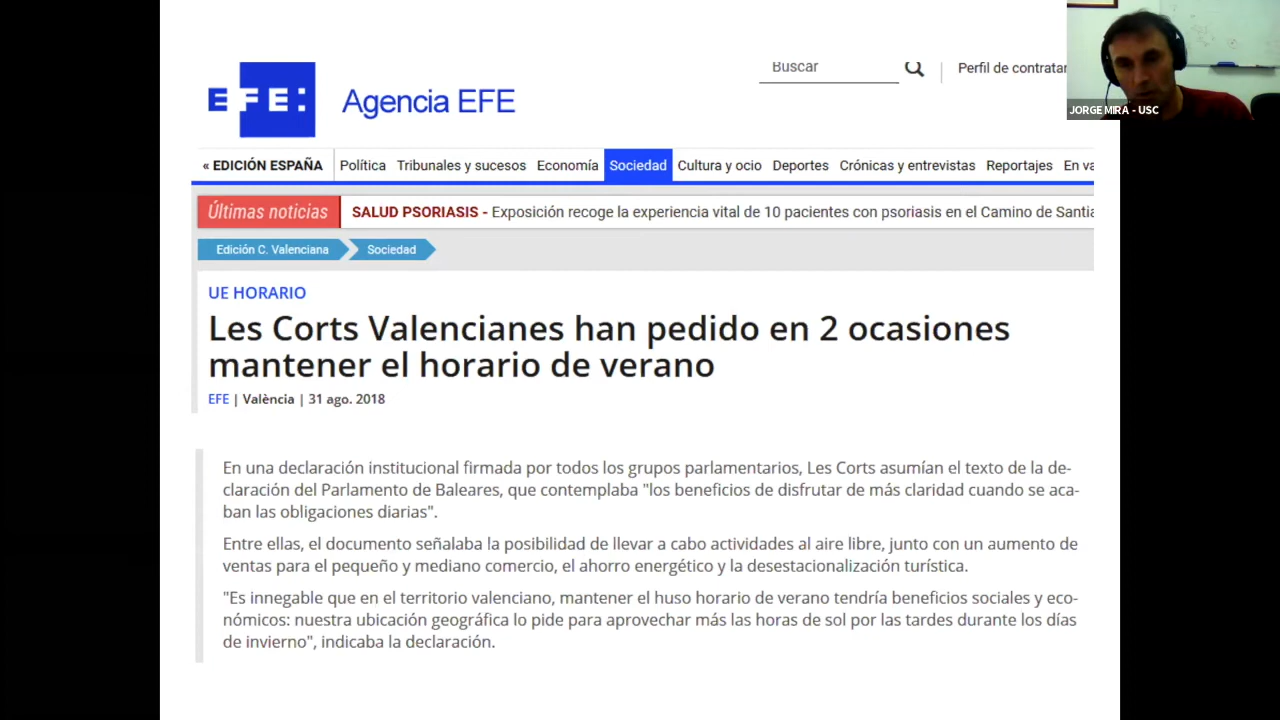 Buscar
Perfil de contratan
JORGE MIRA - USC
EFE:
Agencia EFE
« EDICIÓN ESPAÑA Política Tribunales y sucesos Economía Sociedad Cultura y ocio Deportes Crónicas y entrevistas Reportajes En va
Últimas noticias SALUD PSORIASIS - Exposición recoge la experiencia vital de 10 pacientes con psoriasis en el Camino de Santia
Edición C. Valenciana Sociedad
UE HORARIO
Les Corts Valencianes han pedido en 2 ocasiones
mantener el horario de verano
EFE | València | 31 ago. 2018
En una declaración institucional firmada por todos los grupos parlamentarios, Les Corts asumían el texto de la de-
claración del Parlamento de Baleares, que contemplaba "los beneficios de disfrutar de más claridad cuando se aca-
ban las obligaciones diarias".
Entre ellas, el documento señalaba la posibilidad de llevar a cabo actividades al aire libre, junto con un aumento de
ventas para el pequeño y mediano comercio, el ahorro energético y la desestacionalización turística.
"Es innegable que en el territorio valenciano, mantener el huso horario de verano tendría beneficios sociales y eco-
nómicos: nuestra ubicación geográfica lo pide para aprovechar más las horas de sol por las tardes durante los días
de invierno", indicaba la declaración.